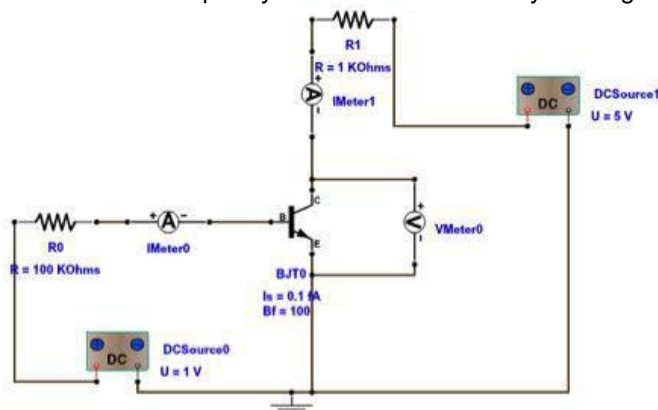 R1
R = 1 KOhms
A
IMeter1
DC
DCSource1
U = 5 V
C
B
E
V
VMeter0
A
R0
R = 100 KOhms
IMeter0
BJT0
Is = 0.1 fA
Bf = 100
DC
DCSource0
U = 1 V